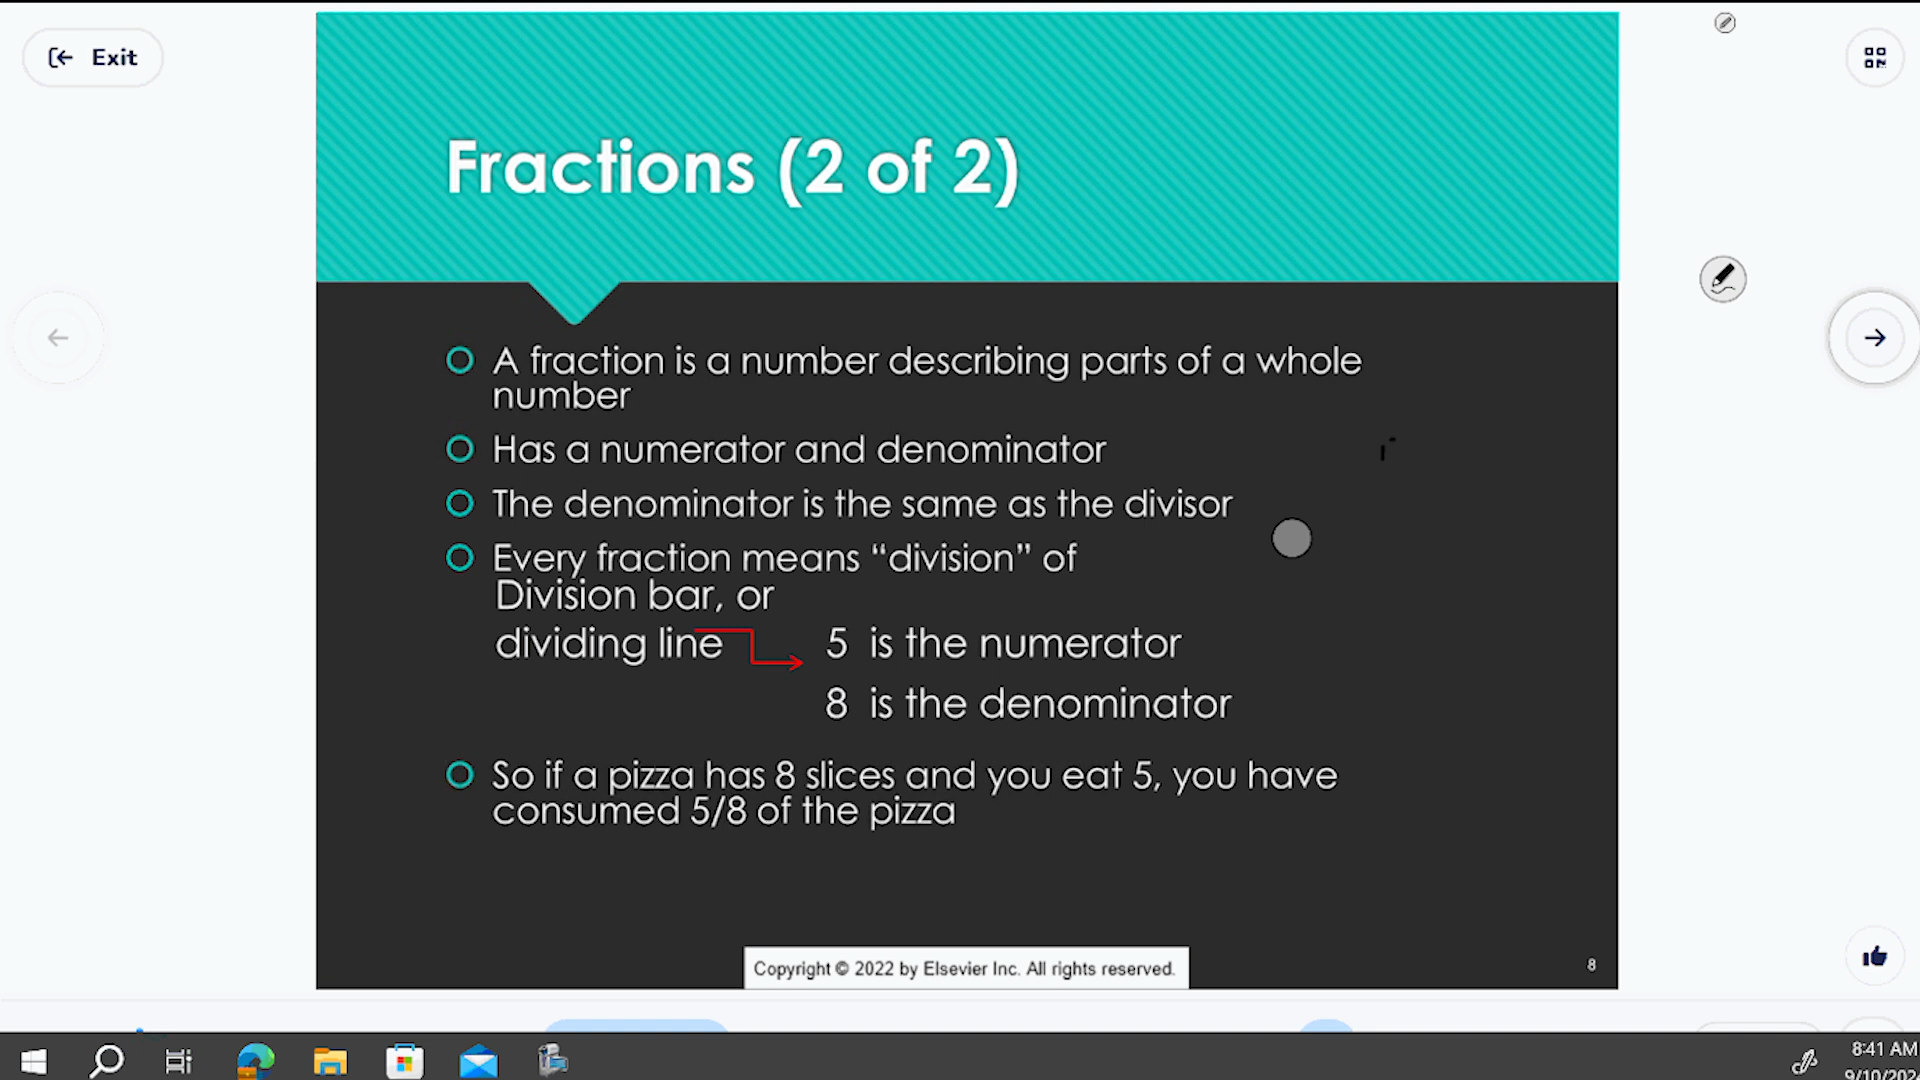 Exit
Fractions (2 of 2)
A fraction is a number describing parts of a whole
number
Has a numerator and denominator
The denominator is the same as the divisor
Every fraction means “division” of
Division bar, or
dividing line
5 is the numerator
8 is the denominator
So if a pizza has 8 slices and you eat 5, you have
consumed 5/8 of the pizza
Copyright © 2022 by Elsevier Inc. All rights reserved.
8
8:41 AM
9/10/202